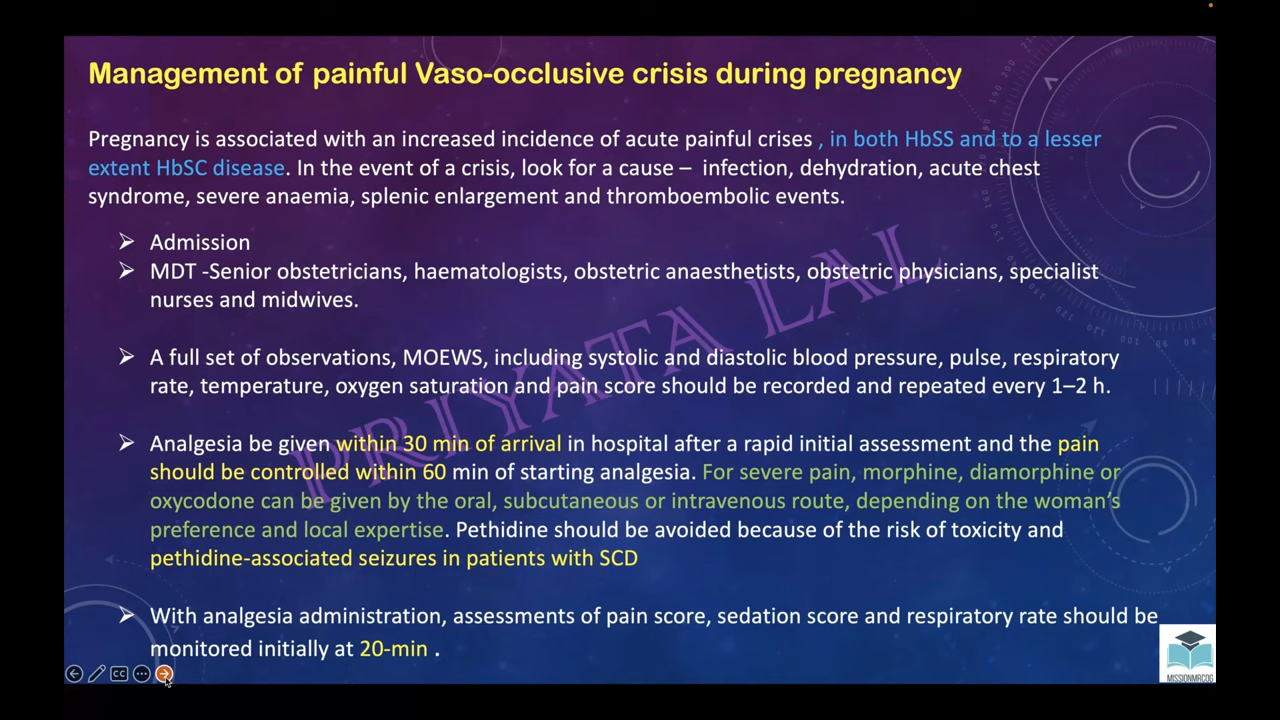 Management of painful Vaso-occlusive crisis during pregnancy
Pregnancy is associated with an increased incidence of acute painful crises , in both HbSS and to a lesser
extent HbSC disease. In the event of a crisis, look for a cause – infection, dehydration, acute chest
syndrome, severe anaemia, splenic enlargement and thromboembolic events.
➢ Admission
➢ MDT -Senior obstetricians, haematologists, obstetric anaesthetists, obstetric physicians, specialist
nurses and midwives.
➢ A full set of observations, MOEWS, including systolic and diastolic blood pressure, pulse, respiratory
rate, temperature, oxygen saturation and pain score should be recorded and repeated every 1–2 h.
➢ Analgesia be given within 30 min of arrival in hospital after a rapid initial assessment and the pain
should be controlled within 60 min of starting analgesia. For severe pain, morphine, diamorphine or
oxycodone can be given by the oral, subcutaneous or intravenous route, depending on the woman's
preference and local expertise. Pethidine should be avoided because of the risk of toxicity and
pethidine-associated seizures in patients with SCD
➢ With analgesia administration, assessments of pain score, sedation score and respiratory rate should be
monitored initially at 20-min .
PRIYATA LAL
CC
MISSIONMRCOG